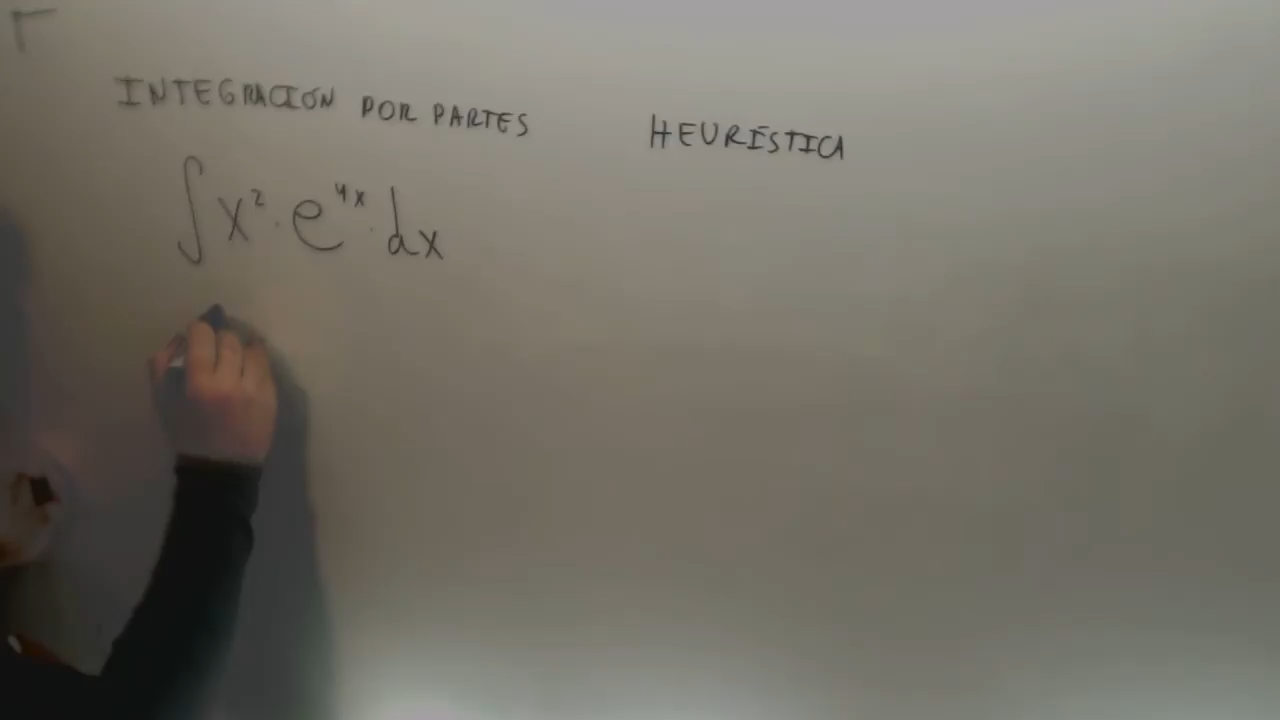 INTEGRACIÓN POR PARTES HEURÍSTICA
∫x²·e⁴ˣ·dx